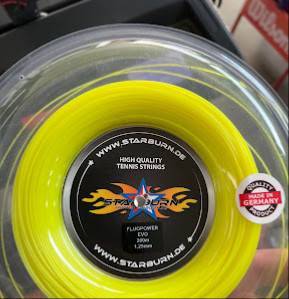 Wilson
WWW.STARBURN.DE
HIGH QUALITY
TENNIS STRINGS
STARBURN
FLUOPOWER
EVO
200m
1,25mm
WWW.STARBURN.DE
QUALITY
MADE IN
GERMANY
PRODUCT